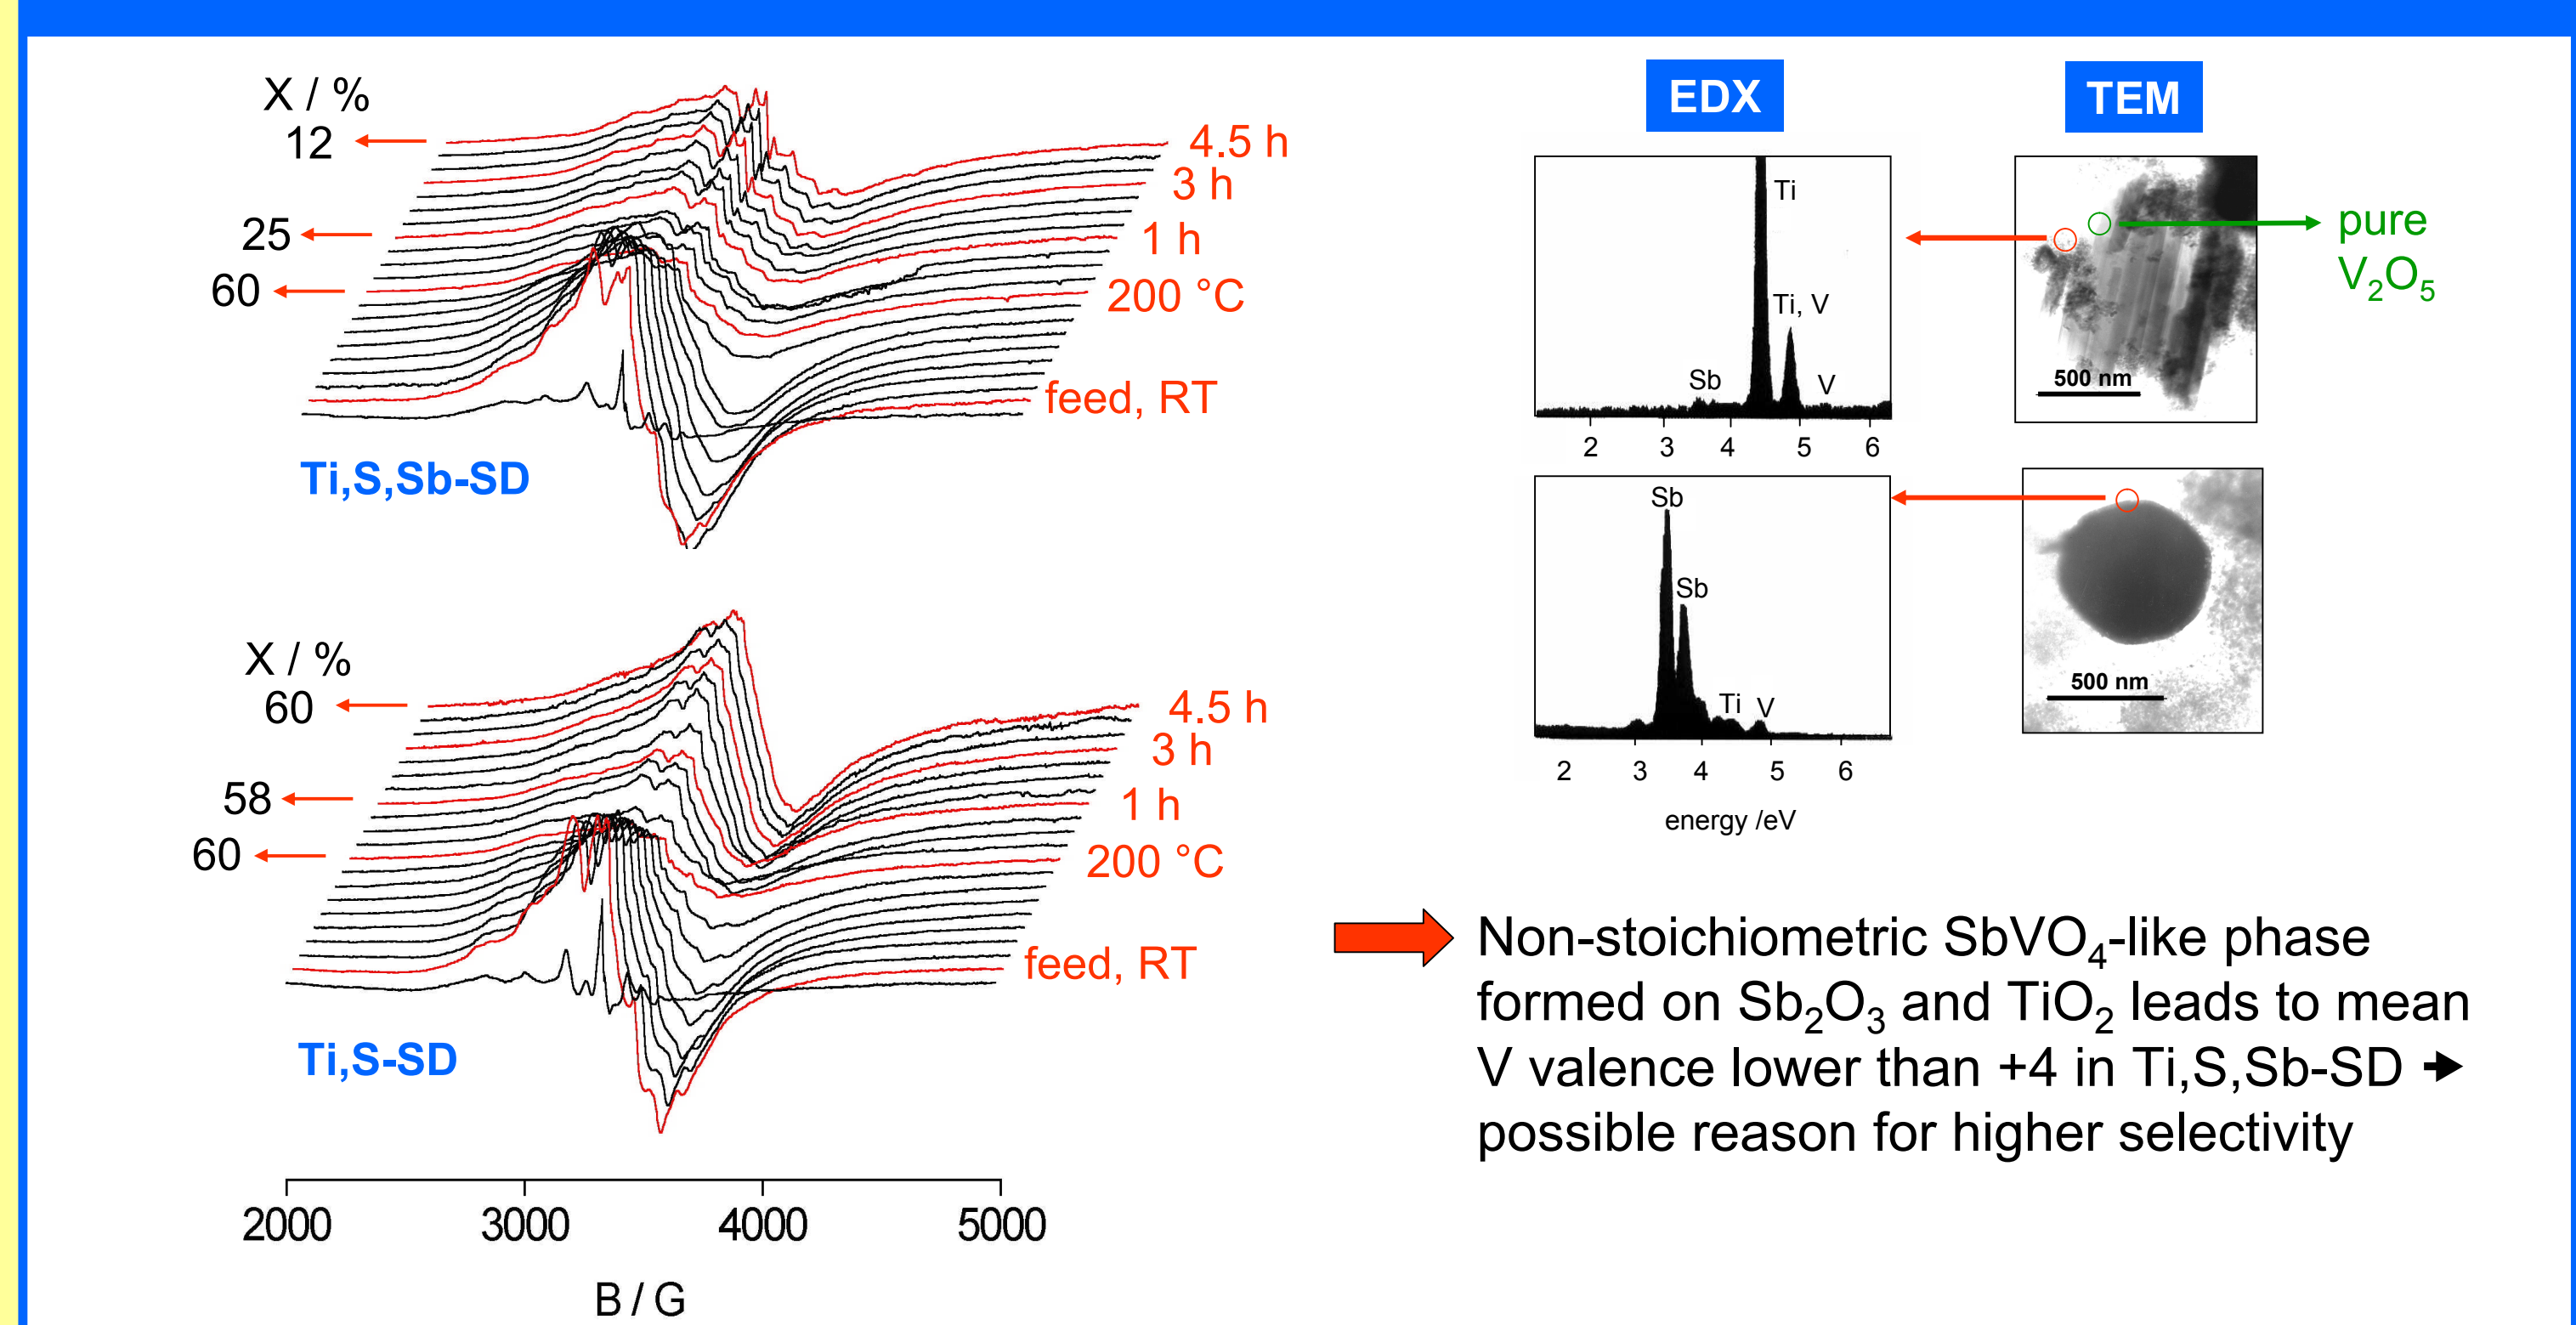 X / %
12
25
60
4.5 h
3 h
1 h
200 °C
feed, RT
Ti,S,Sb-SD
X / %
60
58
60
4.5 h
3 h
1 h
200 °C
feed, RT
Ti,S-SD
2000 3000 4000 5000
B / G
EDX
TEM
Ti
Ti, V
Sb
V
2 3 4 5 6
500 nm
pure
V₂O₅
Sb
Sb
Ti
V
2 3 4 5 6
energy /eV
500 nm
Non-stoichiometric SbVO₄-like phase
formed on Sb₂O₃ and TiO₂ leads to mean
V valence lower than +4 in Ti,S,Sb-SD ➔
possible reason for higher selectivity